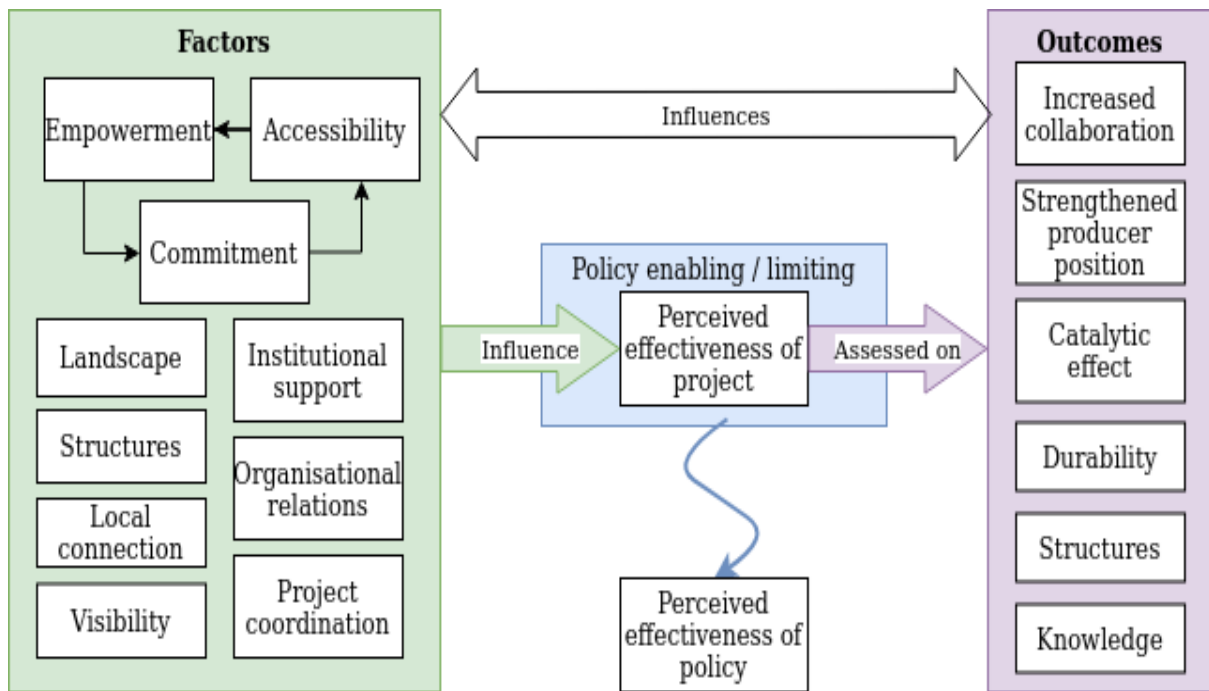 Factors
Empowerment
Accessibility
Commitment
Landscape
Structures
Local
connection
Visibility
Institutional
support
Organisational
relations
Project
coordination
Influences
Policy enabling / limiting
Influence
Perceived
effectiveness of
project
Assessed on
Perceived
effectiveness of
policy
Outcomes
Increased
collaboration
Strengthened
producer
position
Catalytic
effect
Durability
Structures
Knowledge